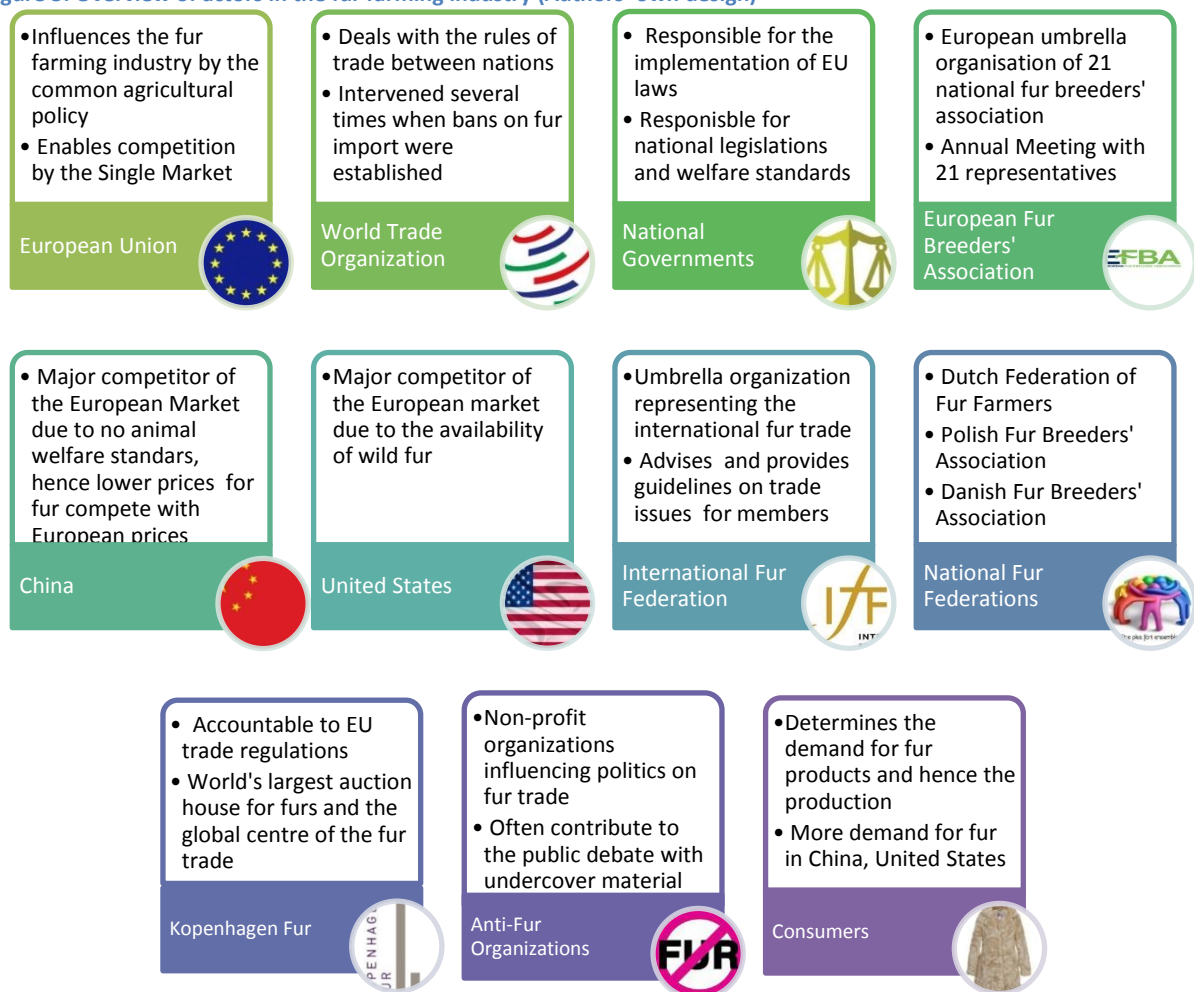 •Influences the fur
farming industry by the
common agricultural
policy
• Enables competition
by the Single Market
European Union
• Deals with the rules of
trade between nations
• Intervened several
times when bans on fur
import were
established
World Trade
Organization
• Responsible for the
implementation of EU
laws
• Responisble for
national legislations
and welfare standards
National
Governments
• European umbrella
organisation of 21
national fur breeders'
association
• Annual Meeting with
21 representatives
European Fur
Breeders'
Association
EFBA
• Major competitor of
the European Market
due to no animal
welfare standars,
hence lower prices for
fur compete with
European prices
China
•Major competitor of
the European market
due to the availability
of wild fur
United States
•Umbrella organization
representing the
international fur trade
• Advises and provides
guidelines on trade
issues for members
International Fur
Federation
IfF
INT
• Dutch Federation of
Fur Farmers
• Polish Fur Breeders'
Association
• Danish Fur Breeders'
Association
National Fur
Federations
plus fort
• Accountable to EU
trade regulations
• World's largest auction
house for furs and the
global centre of the fur
trade
Kopenhagen Fur
PENHAG
UR
•Non-profit
organizations
influencing politics on
fur trade
• Often contribute to
the public debate with
undercover material
Anti-Fur
Organizations
FUR
•Determines the
demand for fur
products and hence the
production
• More demand for fur
in China, United States
Consumers